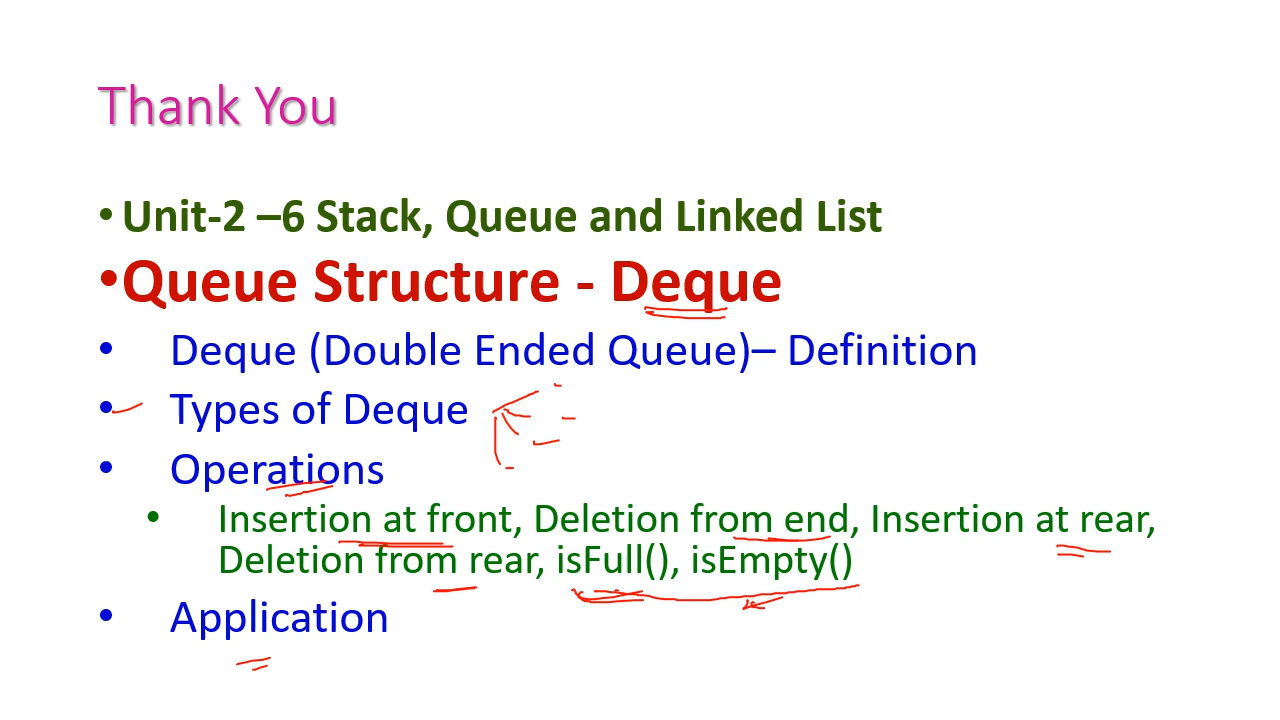 Thank You
• Unit-2 –6 Stack, Queue and Linked List
•Queue Structure - Deque
• Deque (Double Ended Queue)– Definition
• Types of Deque
• Operations
• Insertion at front, Deletion from end, Insertion at rear,
Deletion from rear, isFull(), isEmpty()
• Application